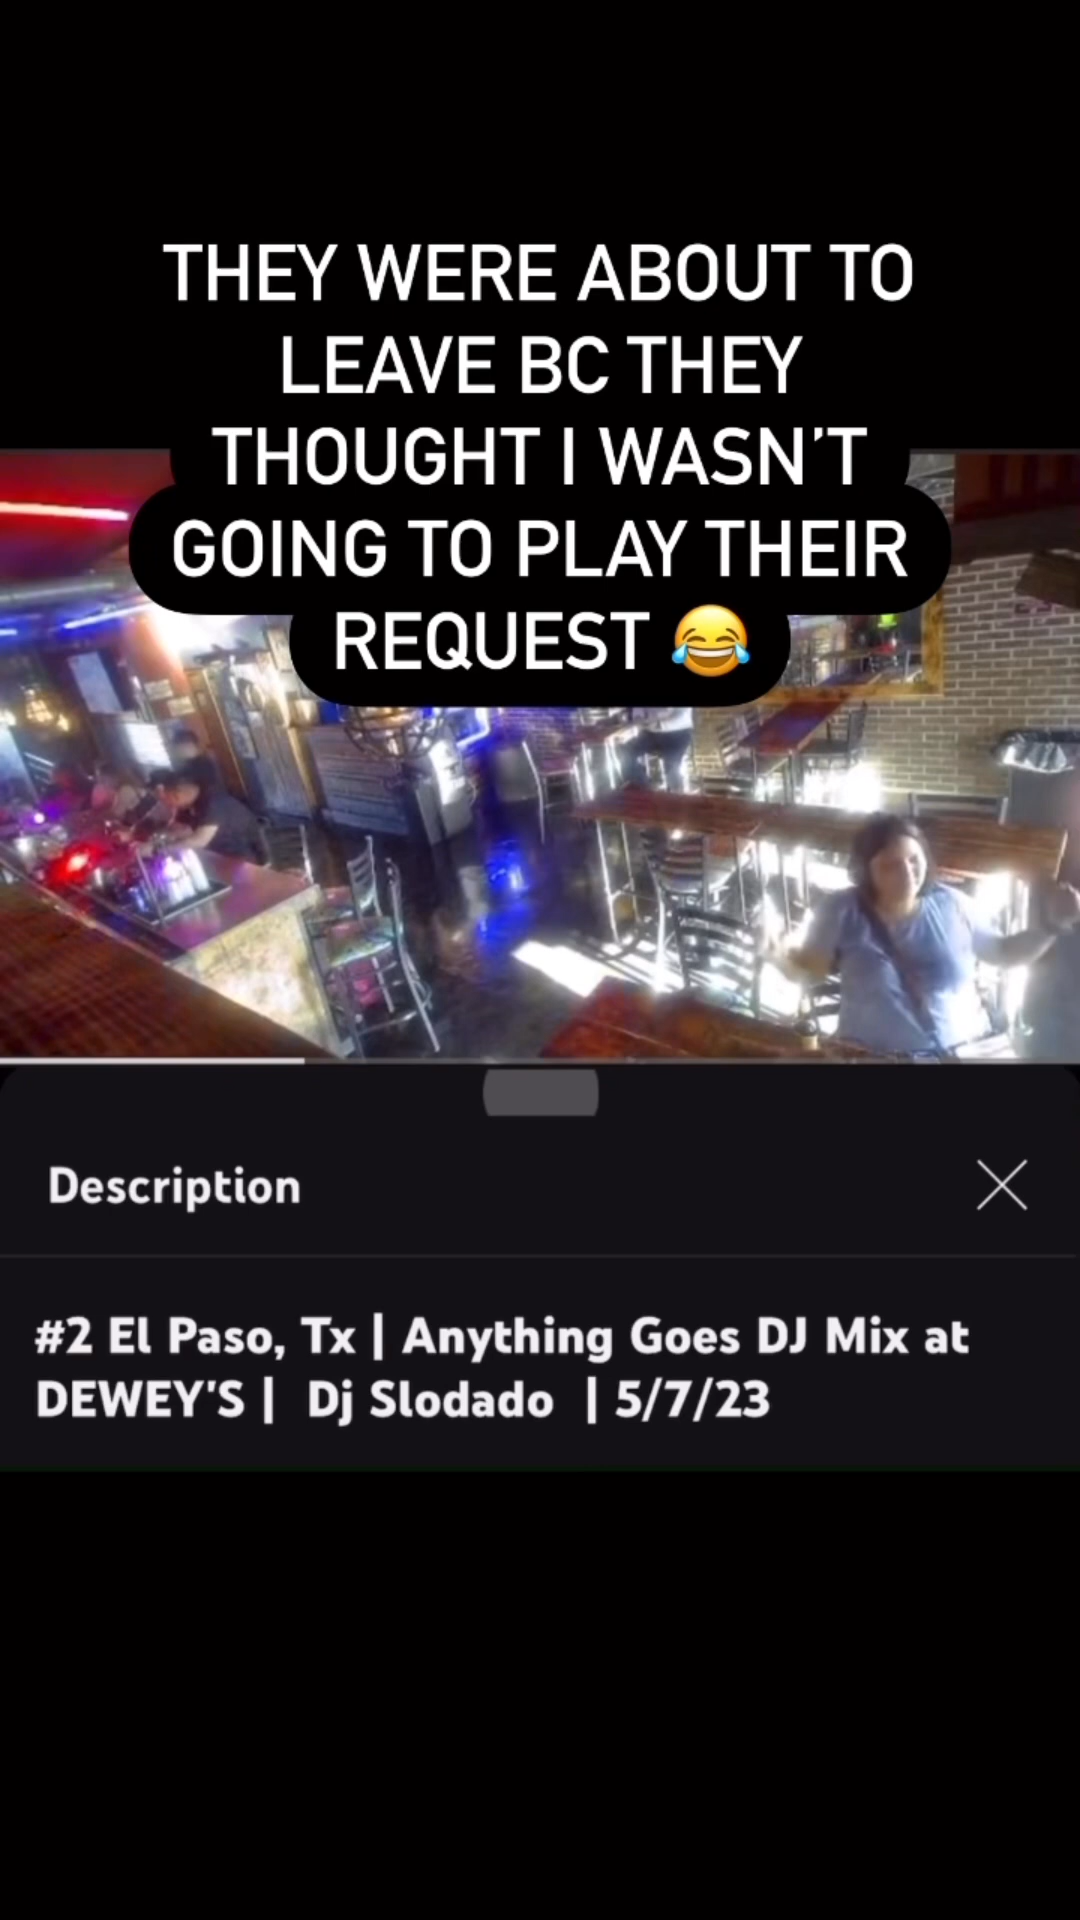 THEY WERE ABOUT TO
LEAVE BC THEY
THOUGHT I WASN'T
GOING TO PLAY THEIR
REQUEST 😂
Description
#2 El Paso, Tx | Anything Goes DJ Mix at
DEWEY'S | Dj Slodado | 5/7/23